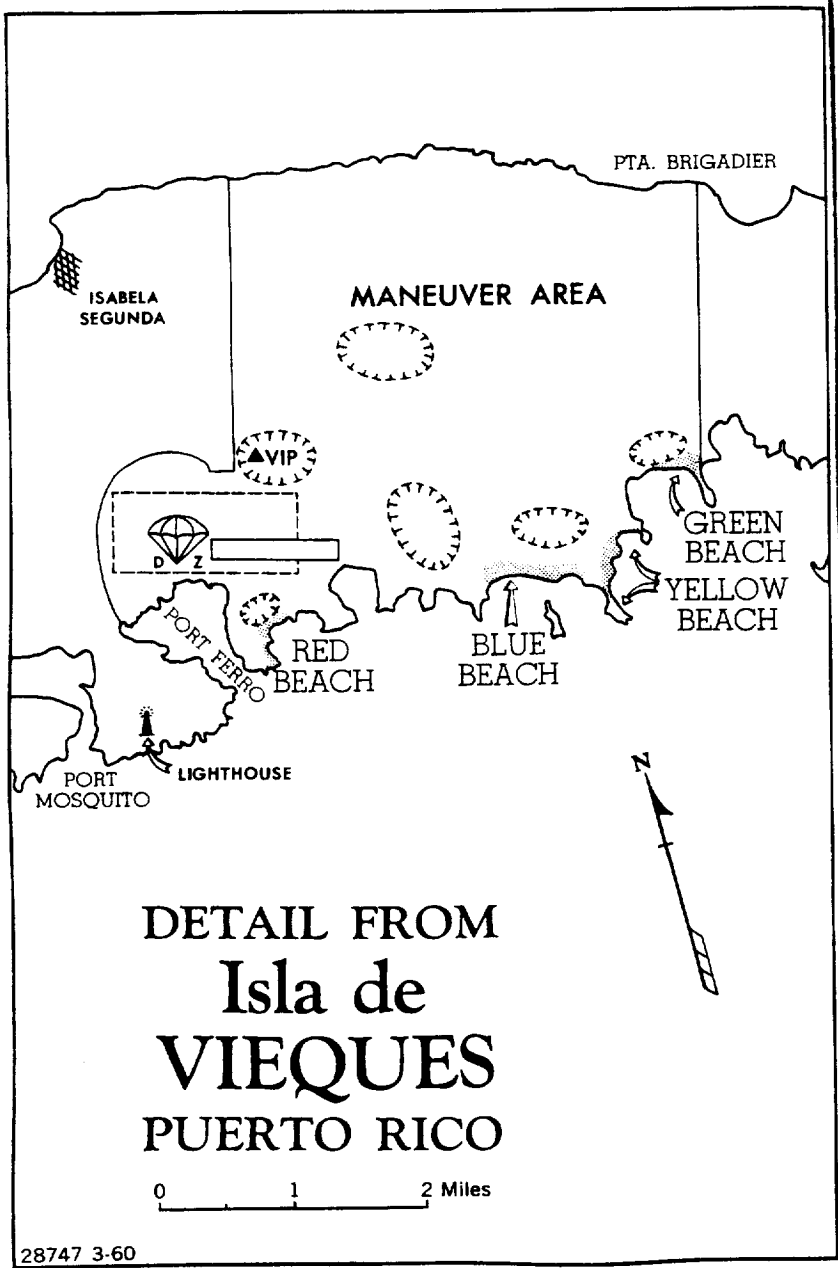 PTA. BRIGADIER
ISABELA
SEGUNDA
MANEUVER AREA
VIP
GREEN
BEACH
D Z
YELLOW
BEACH
PORT FERRO
RED
BEACH
BLUE
BEACH
LIGHTHOUSE
PORT
MOSQUITO
N
DETAIL FROM
Isla de
VIEQUES
PUERTO RICO
0 1 2 Miles
28747 3-60